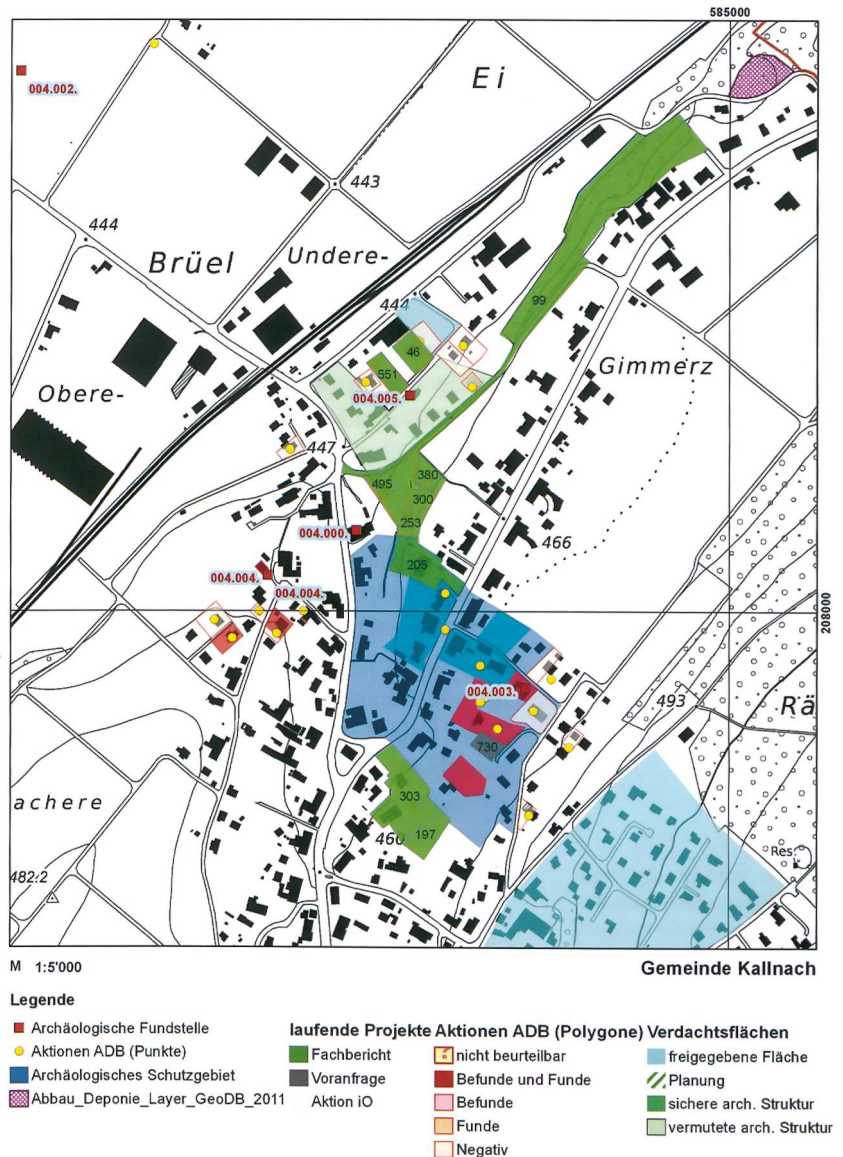 585000
Ei
004.002.
443
444
Brüel
Undere-
444
99
46
Gimmerz
551
Obere-
004.005.
447
495
380
300
253
004.000.
466
205
004.004.
004.004.
208000
004.003.
493
Rä
730
achere
303
460
197
Res.
482.2
M 1:5'000
Gemeinde Kallnach
Legende
Archäologische Fundstelle
Aktionen ADB (Punkte)
Archäologisches Schutzgebiet
Abbau_Deponie_Layer_GeoDB_2011
laufende Projekte
Fachbericht
Voranfrage
Aktion iO
Aktionen ADB (Polygone)
nicht beurteilbar
Befunde und Funde
Befunde
Funde
Negativ
Verdachtsflächen
freigegebene Fläche
Planung
sichere arch. Struktur
vermutete arch. Struktur